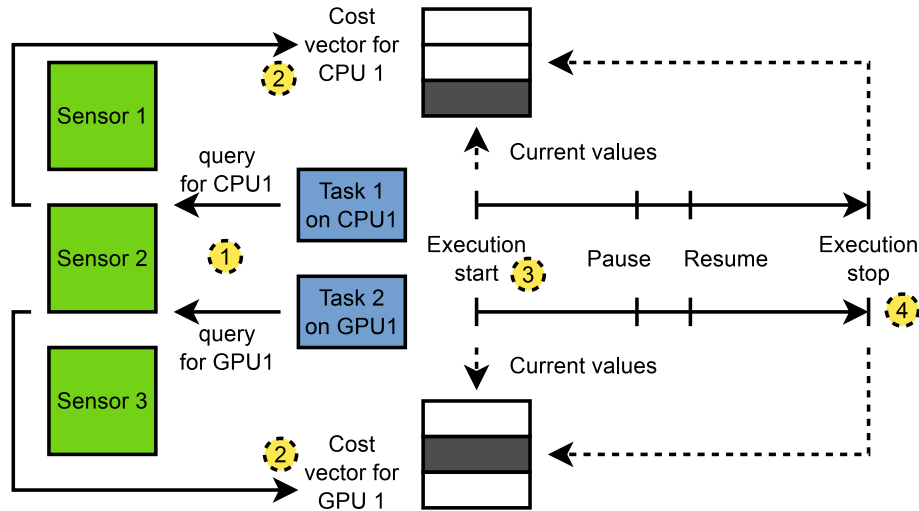 Cost
vector for
CPU 1
2
Sensor 1
query
for CPU1
Task 1
on CPU1
Current values
Sensor 2
1
Execution
start
3
Pause
Resume
Execution
stop
4
Task 2
on GPU1
query
for GPU1
Current values
Sensor 3
2
Cost
vector for
GPU 1